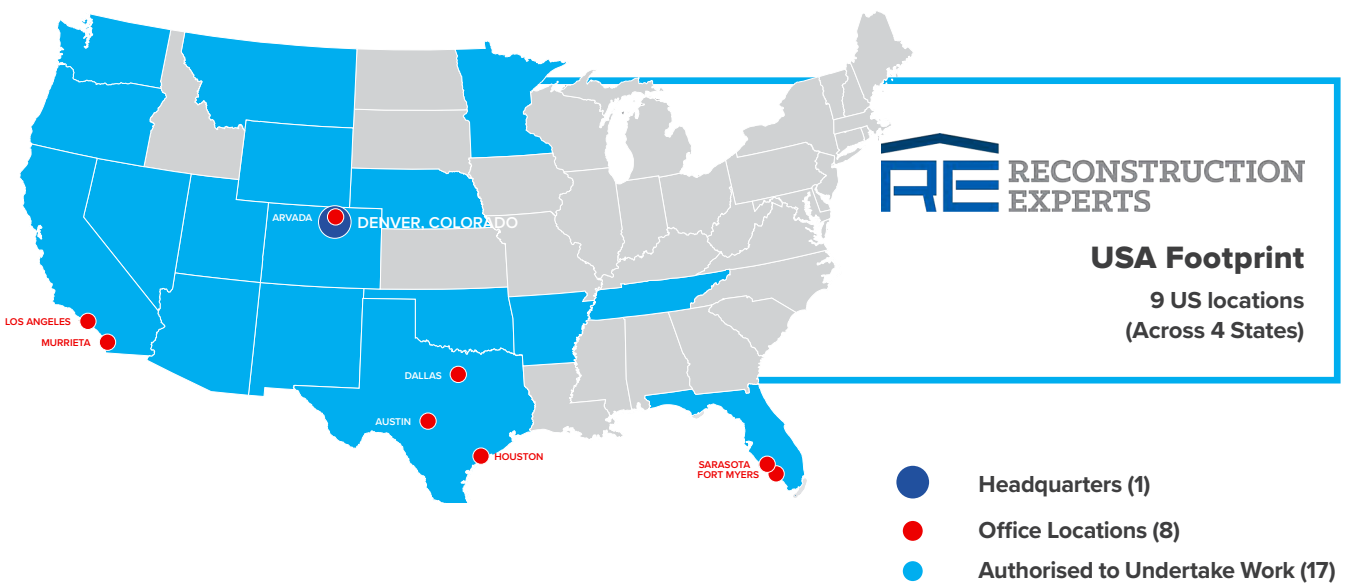 RECONSTRUCTION
RE EXPERTS
USA Footprint
9 US locations
(Across 4 States)
ARVADA
DENVER, COLORADO
LOS ANGELES
MURRIETA
DALLAS
AUSTIN
HOUSTON
SARASOTA
FORT MYERS
Headquarters (1)
Office Locations (8)
Authorised to Undertake Work (17)